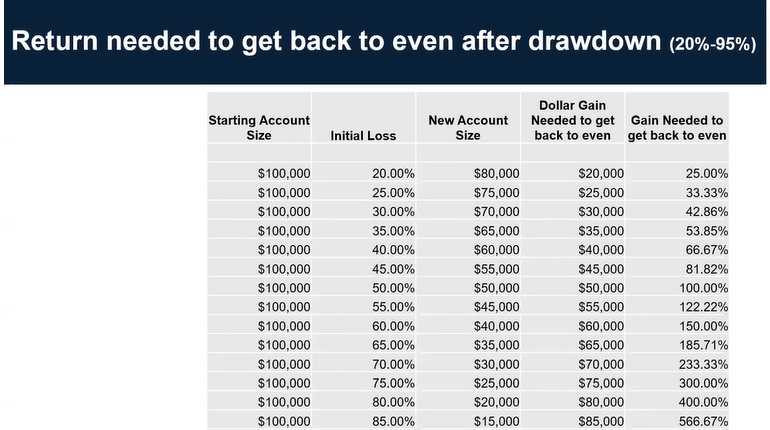 Return needed to get back to even after drawdown (20%-95%)
Starting Account Size Initial Loss New Account Size Dollar Gain Needed to get back to even Gain Needed to get back to even
$100,000 20.00% $80,000 $20,000 25.00%
$100,000 25.00% $75,000 $25,000 33.33%
$100,000 30.00% $70,000 $30,000 42.86%
$100,000 35.00% $65,000 $35,000 53.85%
$100,000 40.00% $60,000 $40,000 66.67%
$100,000 45.00% $55,000 $45,000 81.82%
$100,000 50.00% $50,000 $50,000 100.00%
$100,000 55.00% $45,000 $55,000 122.22%
$100,000 60.00% $40,000 $60,000 150.00%
$100,000 65.00% $35,000 $65,000 185.71%
$100,000 70.00% $30,000 $70,000 233.33%
$100,000 75.00% $25,000 $75,000 300.00%
$100,000 80.00% $20,000 $80,000 400.00%
$100,000 85.00% $15,000 $85,000 566.67%